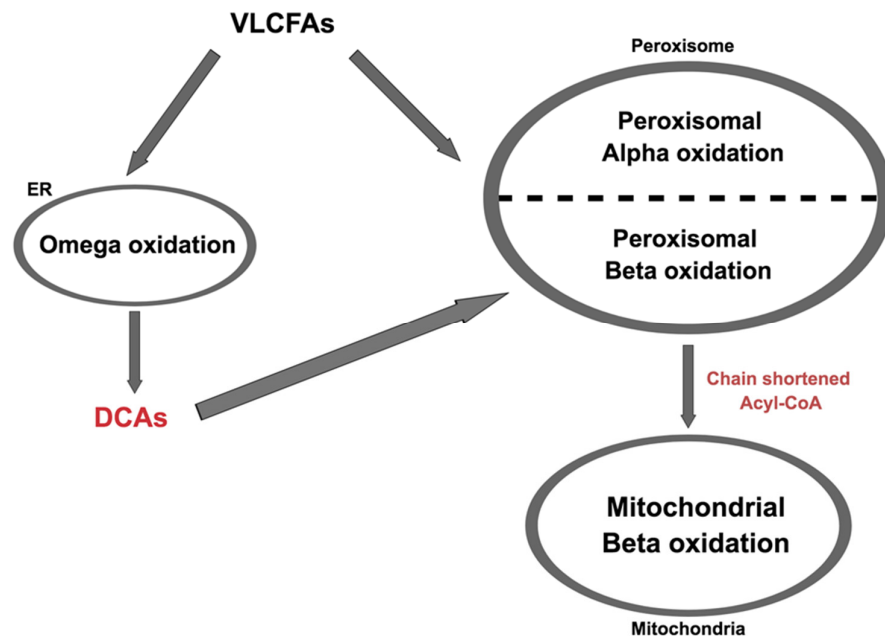 VLCFAs
Peroxisome
Peroxisomal
Alpha oxidation
ER
Omega oxidation
Peroxisomal
Beta oxidation
DCAs
Chain shortened
Acyl-CoA
Mitochondrial
Beta oxidation
Mitochondria